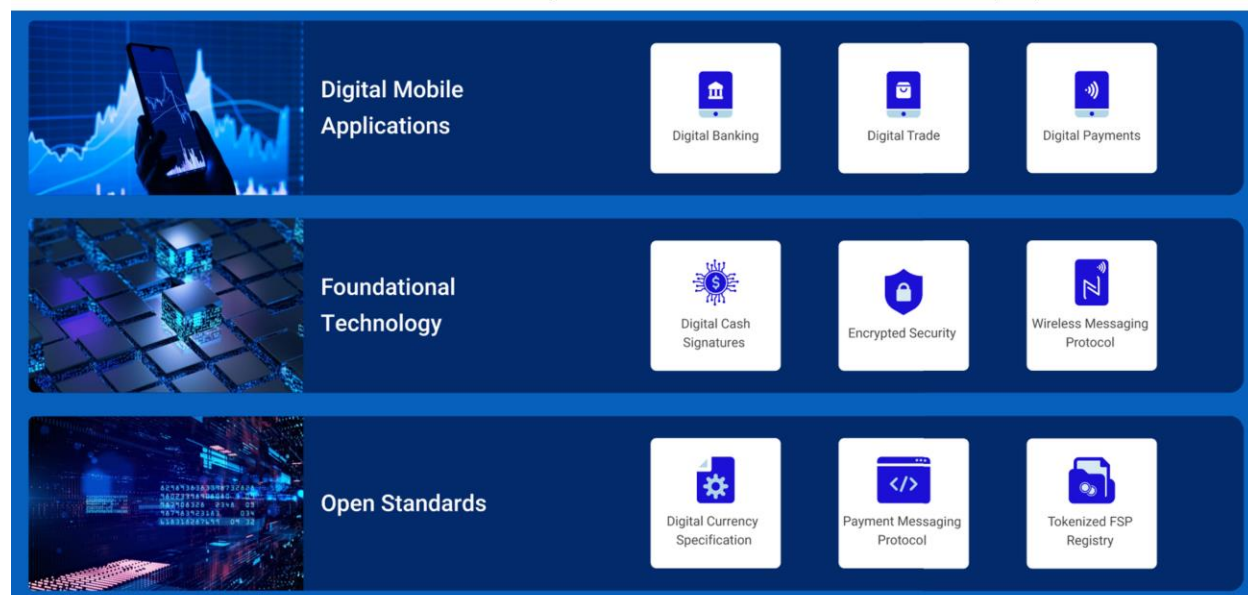 Digital Mobile
Applications
Digital Banking
Digital Trade
Digital Payments
Foundational
Technology
Digital Cash
Signatures
Encrypted Security
Wireless Messaging
Protocol
Open Standards
Digital Currency
Specification
Payment Messaging
Protocol
Tokenized FSP
Registry